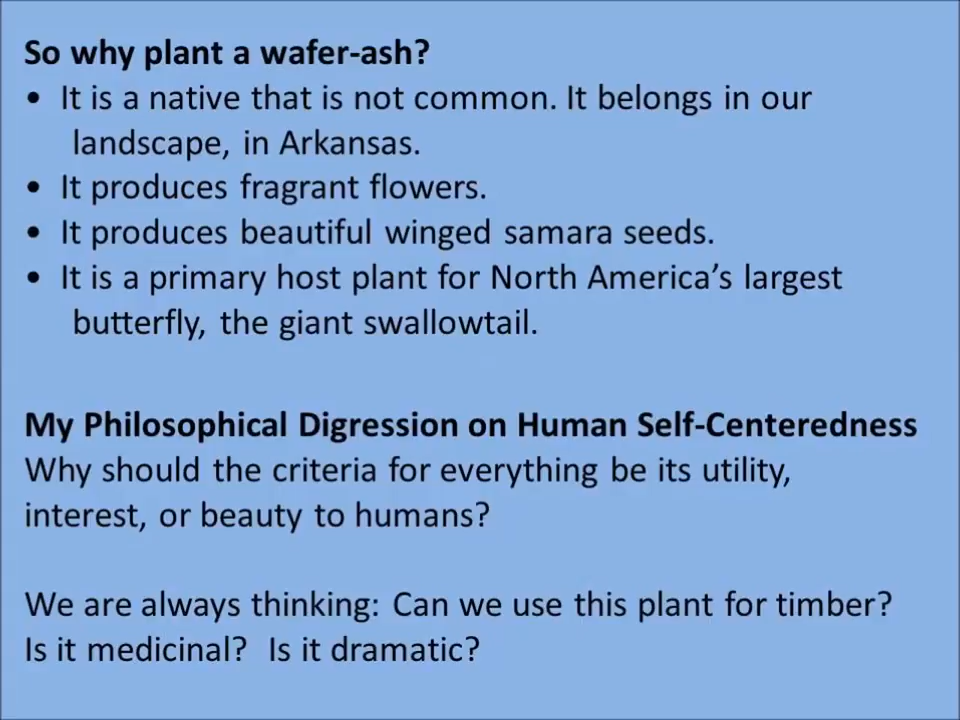 So why plant a wafer-ash?
• It is a native that is not common. It belongs in our
landscape, in Arkansas.
• It produces fragrant flowers.
• It produces beautiful winged samara seeds.
• It is a primary host plant for North America's largest
butterfly, the giant swallowtail.
My Philosophical Digression on Human Self-Centeredness
Why should the criteria for everything be its utility,
interest, or beauty to humans?
We are always thinking: Can we use this plant for timber?
Is it medicinal? Is it dramatic?